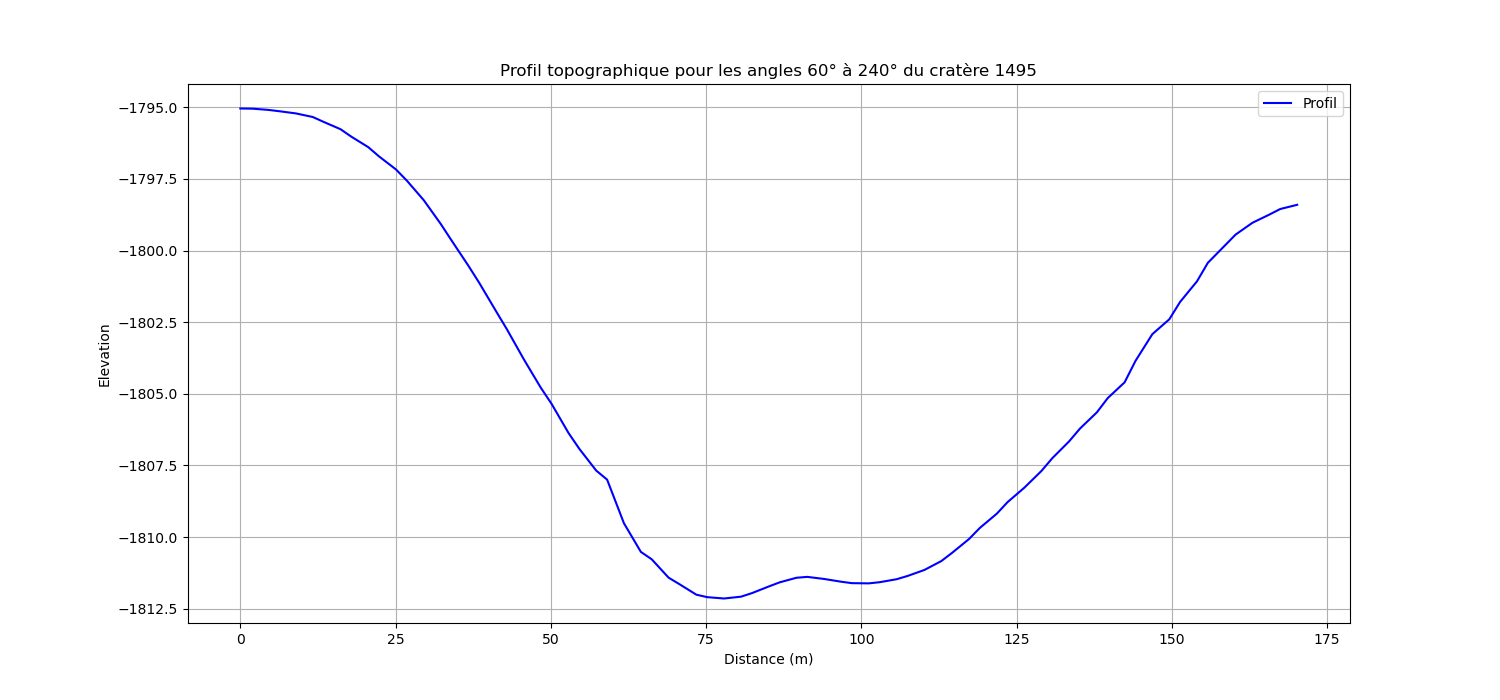 Profil topographique pour les angles 60° à 240° du cratère 1495
Profil
−1795.0
−1797.5
−1800.0
−1802.5
−1805.0
−1807.5
−1810.0
−1812.5
Elevation
0 25 50 75 100 125 150 175
Distance (m)